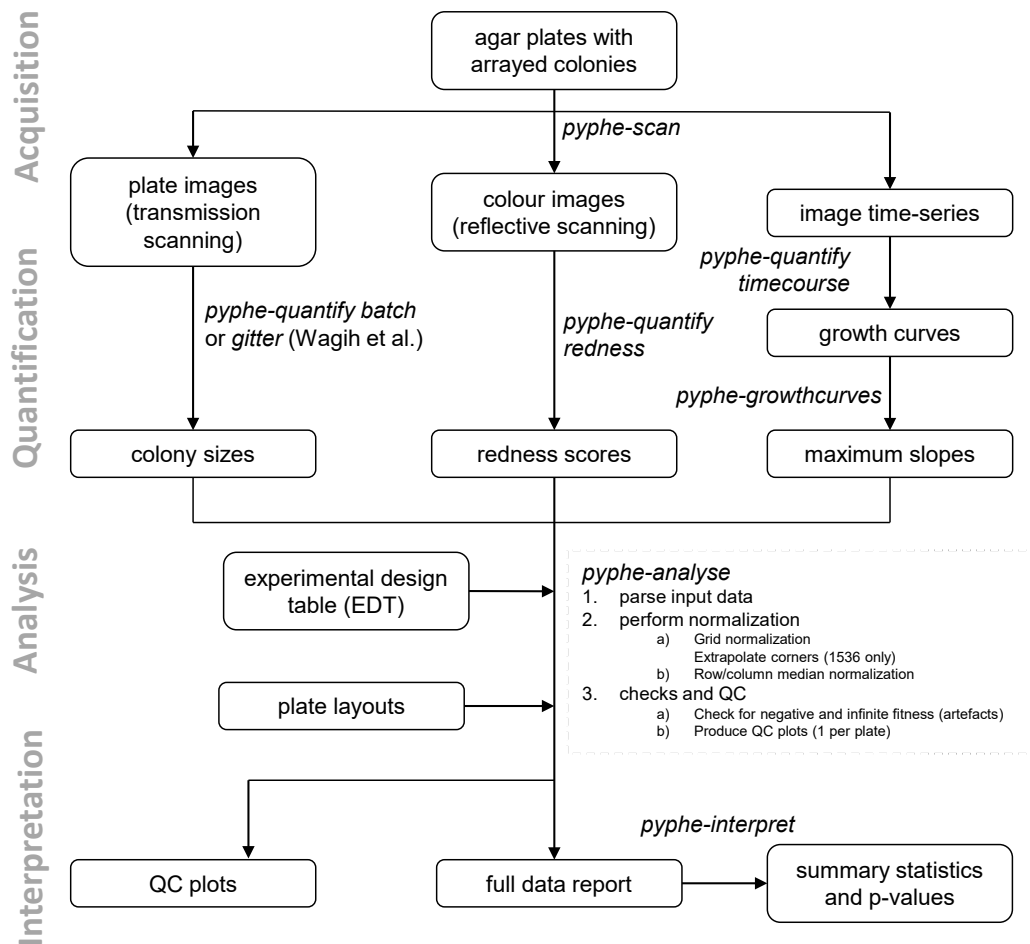 Acquisition
agar plates with
arrayed colonies
pyphe-scan
plate images
(transmission
scanning)
colour images
(reflective scanning)
image time-series
Quantification
pyphe-quantify
timecourse
pyphe-quantify batch
or gitter (Wagih et al.)
pyphe-quantify
redness
growth curves
pyphe-growthcurves
colony sizes
redness scores
maximum slopes
Analysis
experimental design
table (EDT)
plate layouts
pyphe-analyse
1. parse input data
2. perform normalization
a) Grid normalization
Extrapolate corners (1536 only)
b) Row/column median normalization
3. checks and QC
a) Check for negative and infinite fitness (artefacts)
b) Produce QC plots (1 per plate)
Interpretation
pyphe-interpret
QC plots
full data report
summary statistics
and p-values